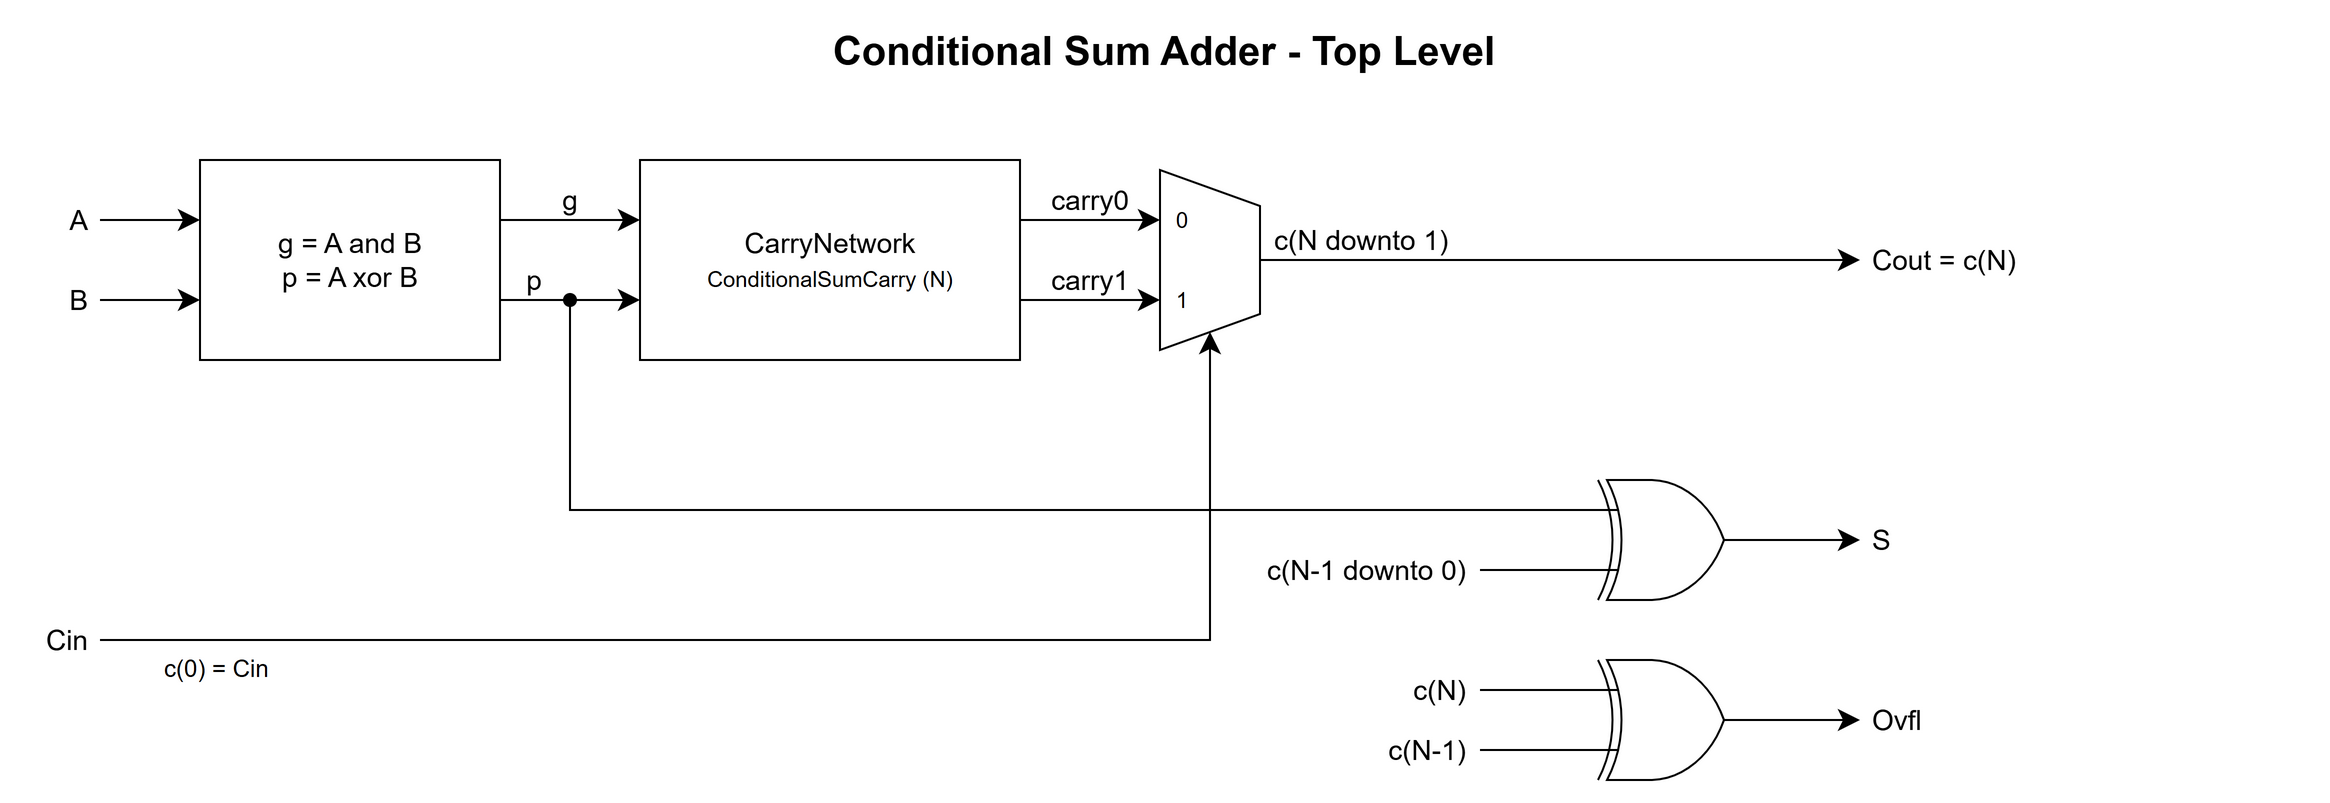 Conditional Sum Adder - Top Level
A
B
g = A and B
p = A xor B
g
p
CarryNetwork
ConditionalSumCarry (N)
carry0
carry1
0
1
c(N downto 1)
Cout = c(N)
c(N-1 downto 0)
S
Cin
c(0) = Cin
c(N)
c(N-1)
Ovfl